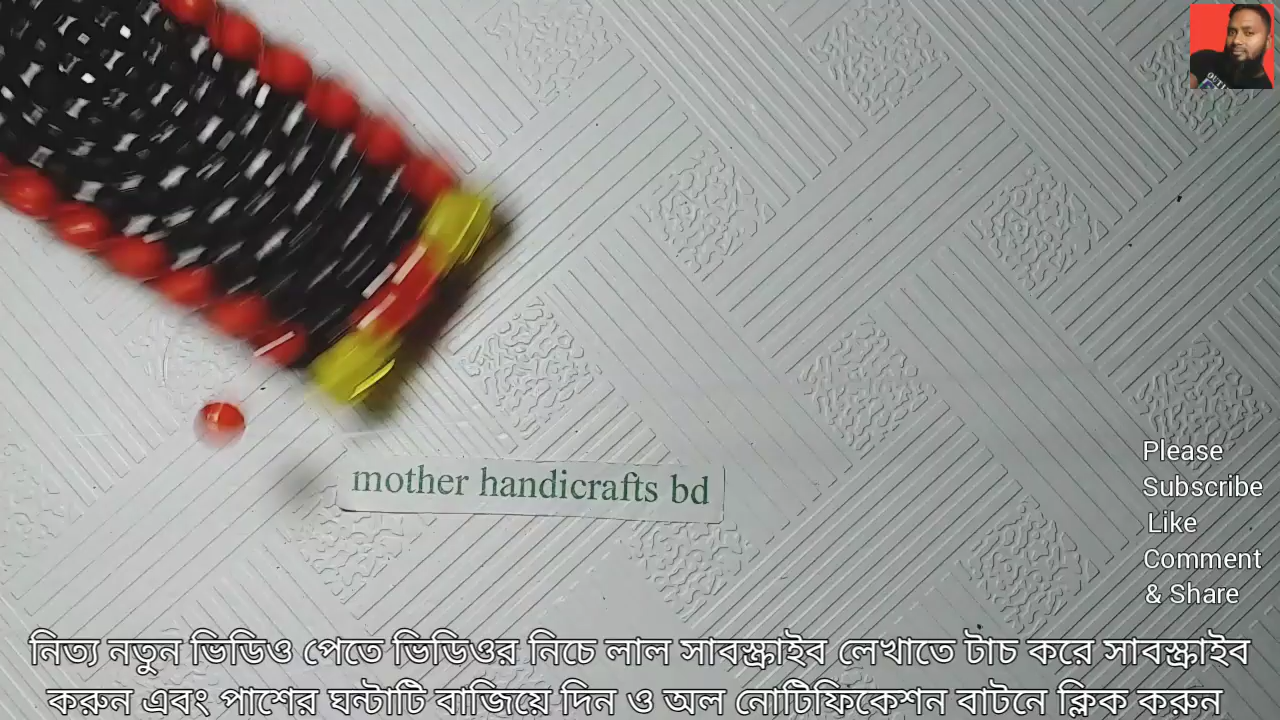 mother handicrafts bd
Please
Subscribe
Like
Comment
& Share
নিত্য নতুন ভিডিও পেতে ভিডিওর নিচে লাল সাবস্ক্রাইব লেখাতে টাচ করে সাবস্ক্রাইব
করুন এবং পাশের ঘন্টাটি বাজিয়ে দিন ও অল নোটিফিকেশন বাটনে ক্লিক করুন